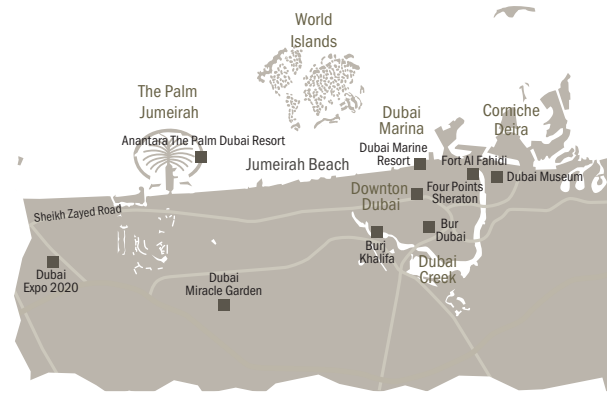 World
Islands
The Palm
Jumeirah
Dubai
Marina
Corniche
Deira
Anantara The Palm Dubai Resort
Jumeirah Beach
Dubai Marine
Resort
Fort Al Fahidi
Dubai Museum
Downton
Dubai
Four Points
Sheraton
Sheikh Zayed Road
Bur
Dubai
Burj
Khalifa
Dubai
Creek
Dubai
Expo 2020
Dubai
Miracle Garden